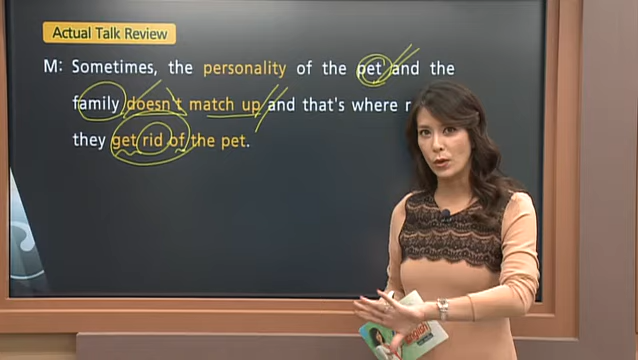 Actual Talk Review
M: Sometimes, the personality of the pet and the
family doesn't match up and that's where
they get rid of the pet.
English